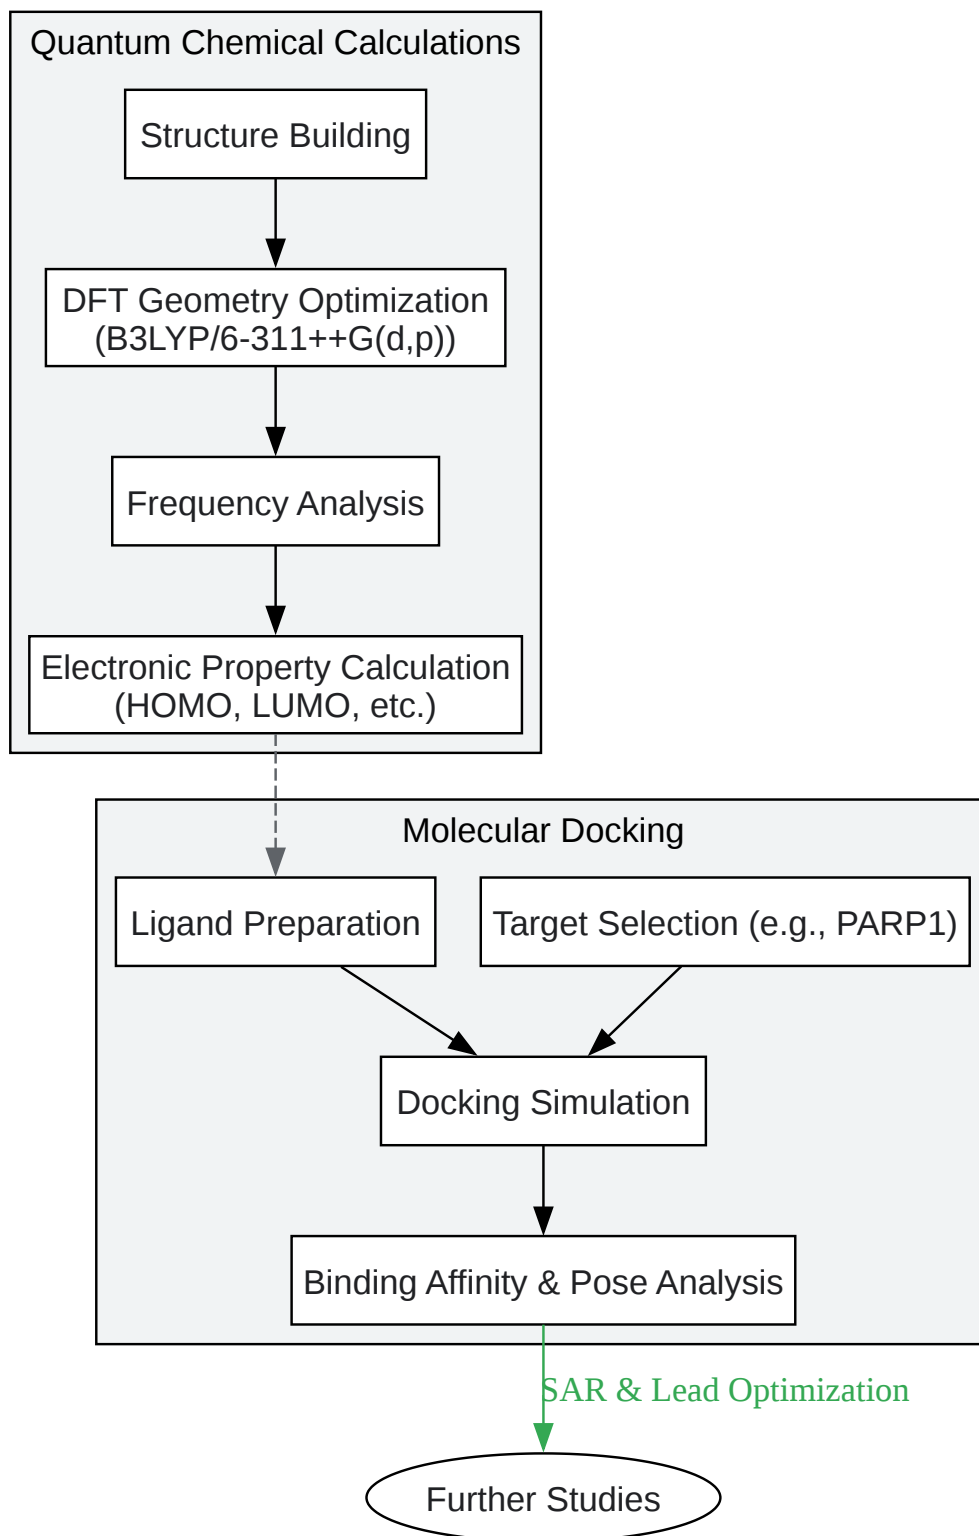 Quantum Chemical Calculations
Structure Building
DFT Geometry Optimization
(B3LYP/6-311++G(d,p))
Frequency Analysis
Electronic Property Calculation
(HOMO, LUMO, etc.)
Molecular Docking
Ligand Preparation
Target Selection (e.g., PARP1)
Docking Simulation
Binding Affinity & Pose Analysis
SAR & Lead Optimization
Further Studies